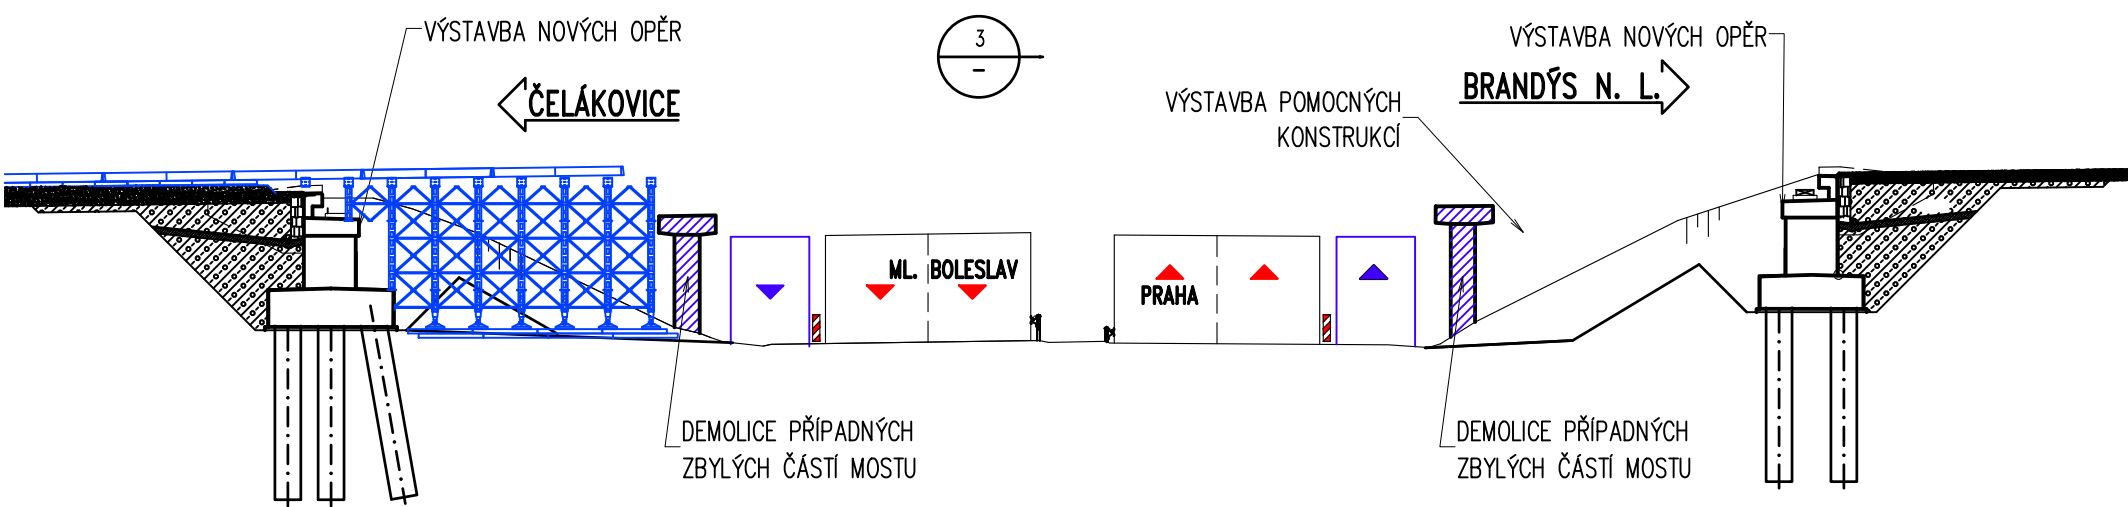 VÝSTAVBA NOVÝCH OPĚR
3
-
VÝSTAVBA NOVÝCH OPĚR
ČELÁKOVICE
BRANDÝS N. L.
VÝSTAVBA POMOCNÝCH
KONSTRUKCÍ
ML. BOLESLAV
PRAHA
DEMOLICE PŘÍPADNÝCH
ZBYLÝCH ČÁSTÍ MOSTU
DEMOLICE PŘÍPADNÝCH
ZBYLÝCH ČÁSTÍ MOSTU